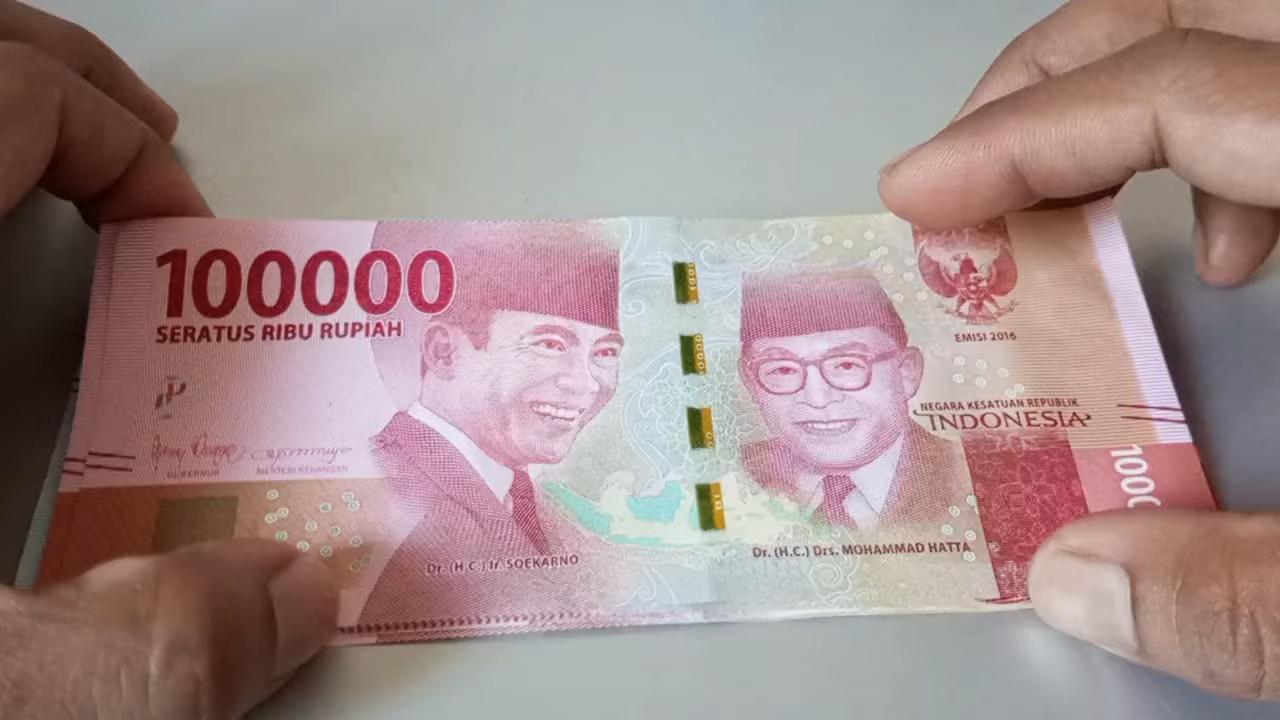 100000
SERATUS RIBU RUPIAH
EMISI 2016
NEGARA KESATUAN REPUBLIK
INDONESIA
GUBERNUR
MENTERI KEUANGAN
100
Dr. (H.C.) Ir. SOEKARNO
Dr. (H.C.) Drs. MOHAMMAD HATTA